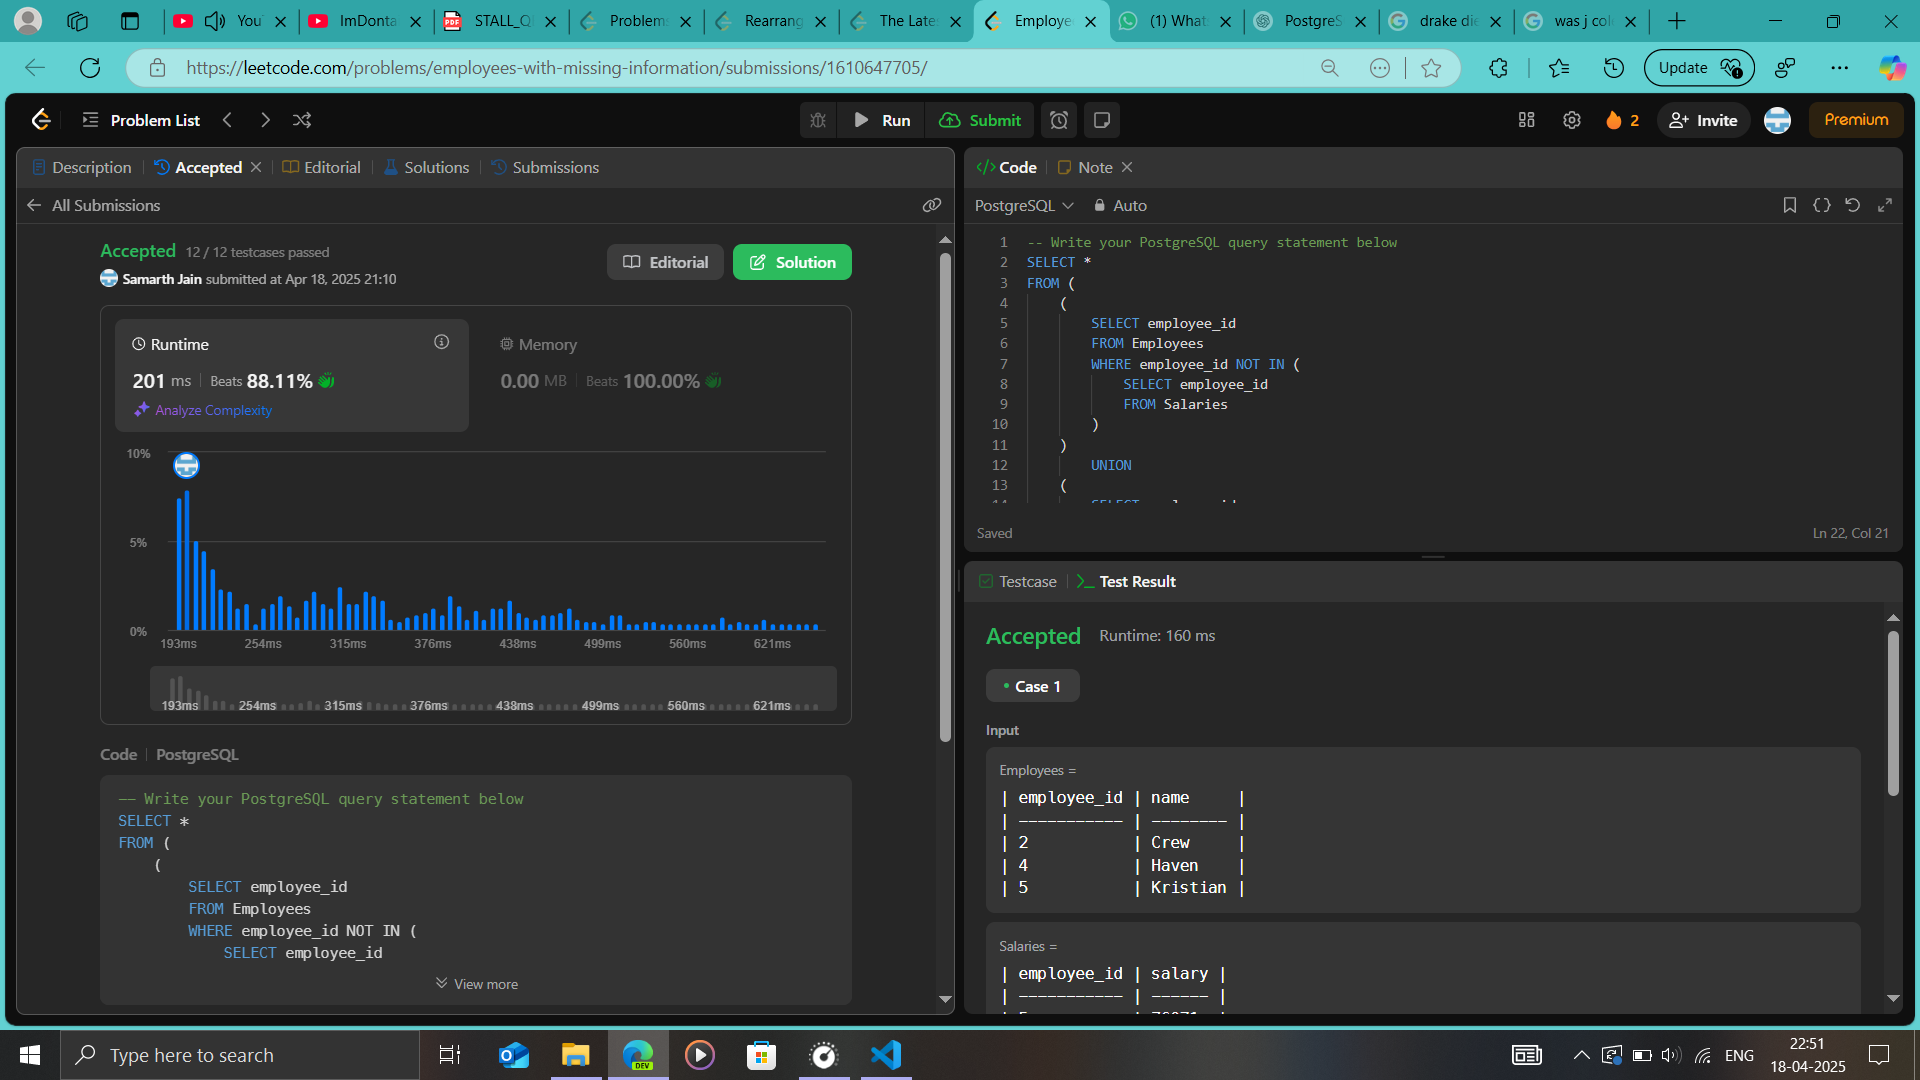 You
ImDonta
STALL_Q
Problems
Rearrang
The Late
Employe
(1) What
PostgreS
drake die
was j col
https://leetcode.com/problems/employees-with-missing-information/submissions/1610647705/
Update
Problem List
Run
Submit
2
Invite
Premium
Description
Accepted
Editorial
Solutions
Submissions
All Submissions
Accepted 12 / 12 testcases passed
Samarth Jain submitted at Apr 18, 2025 21:10
Editorial
Solution
Runtime
201 ms Beats 88.11%
Analyze Complexity
Memory
0.00 MB Beats 100.00%
10%
5%
0%
193ms 254ms 315ms 376ms 438ms 499ms 560ms 621ms
193ms 254ms 315ms 376ms 438ms 499ms 560ms 621ms
Code PostgreSQL
-- Write your PostgreSQL query statement below
SELECT *
FROM (
(
SELECT employee_id
FROM Employees
WHERE employee_id NOT IN (
SELECT employee_id
View more
</> Code
Note
PostgreSQL
Auto
1 -- Write your PostgreSQL query statement below
2 SELECT *
3 FROM (
4 (
5 SELECT employee_id
6 FROM Employees
7 WHERE employee_id NOT IN (
8 SELECT employee_id
9 FROM Salaries
10 )
11 )
12 UNION
13 (
Saved
Ln 22, Col 21
Testcase
>_ Test Result
Accepted Runtime: 160 ms
• Case 1
Input
Employees =
| employee_id | name |
| ----------- | -------- |
| 2 | Crew |
| 4 | Haven |
| 5 | Kristian |
Salaries =
| employee_id | salary |
| ----------- | ------ |
Type here to search
DEV
ENG
22:51
18-04-2025